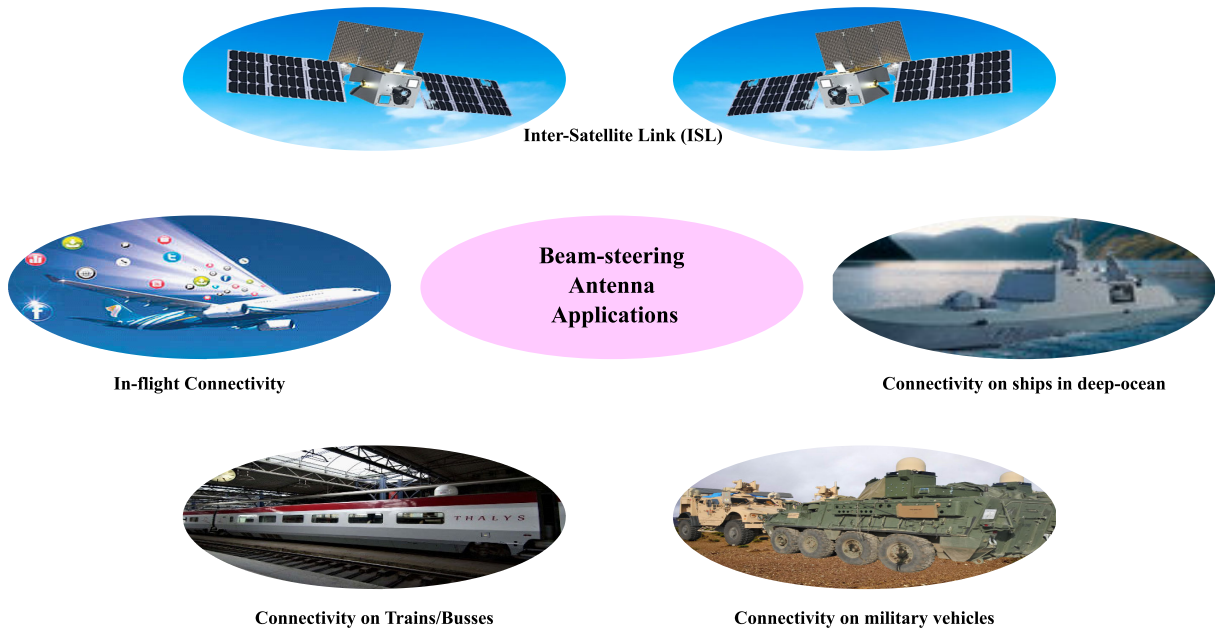 Inter-Satellite Link (ISL)
Beam-steering
Antenna
Applications
In-flight Connectivity
Connectivity on ships in deep-ocean
THALYS
Connectivity on Trains/Busses
Connectivity on military vehicles